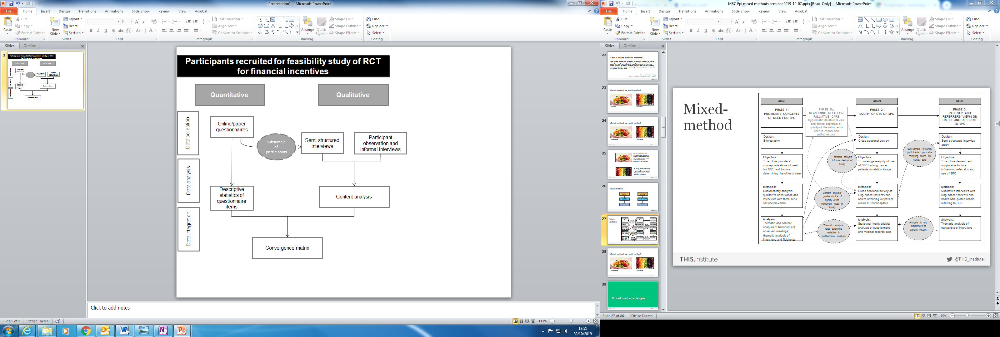 Presentation1 - Microsoft PowerPoint
File Home Insert Design Transitions Animations Slide Show Review View Acrobat
Paste
Cut
Copy
Format Painter
Clipboard
New
Slide
Layout
Reset
Section
Slides
9
Font
Paragraph
Text Direction
Align Text
Convert to SmartArt
Arrange
Quick
Styles
Shape Fill
Shape Outline
Shape Effects
Drawing
Find
Replace
Select
Editing
Slides Outline
1
Participants recruited for feasibility study of RCT
for financial incentives
Quantitative
Qualitative
Data collection
Online/paper
questionnaires
Subsample
of
participants
Semi-structured
interviews
Participant
observation and
informal interviews
Data analysis
Descriptive
statistics of
questionnaire
items
Content analysis
Data integration
Convergence matrix
Click to add notes
Slide 1 of 1 "Office Theme"
111%
13:51
30/10/2019
MRC Epi mixed methods seminar 2019-10-07.pptx [Read-Only] - Microsoft PowerPoint
File Home Insert Design Transitions Animations Slide Show Review View Acrobat
Paste
Cut
Copy
Format Painter
Clipboard
New
Slide
Layout
Reset
Section
Slides
Font
Paragraph
Text Direction
Align Text
Convert to SmartArt
Arrange
Quick
Styles
Shape Fill
Shape Outline
Shape Effects
Drawing
Find
Replace
Select
Editing
Slides Outline
22
What is mixed methods research?
23
Mixed method vs multi-method
24
Mixed method vs multi-method
25
26
Multi-method
27
Mixed-
method
28
Mixed method vs multi-method
29
Mixed methods designs
Mixed-
method
QUAL
PHASE 1:
PROVIDERS' CONCEPTS
OF NEED FOR SPC
Design:
Ethnography
Objective:
To explore providers'
conceptualisations of need
for SPC, and factors
determining the offer of care
Methods:
Documentary analysis,
qualitative observation and
interviews with three SPC
service providers.
Analysis:
Thematic and content
analysis of transcripts of
observed meetings;
thematic analysis of
interviews and fieldnotes
PHASE 1b:
MEASURING NEED FOR
PALLIATIVE CARE
Systematic literature review
and critical appraisal of
quality of life instruments
used in cancer and
palliative care
Thematic analysis
informs design of
survey
Content analysis
guides choice of
quality of life
instrument used in
survey
Thematic analysis
helps determine
variables in
multivariable analysis
QUAN
PHASE 2:
EQUITY OF USE OF SPC
Design:
Cross-sectional survey
Objective:
To investigate equity of use
of SPC by lung cancer
patients in relation to age
Methods:
Cross-sectional survey of
lung cancer patients and
carers attending outpatient
clinics at four hospitals
Analysis:
Statistical (multivariable)
analysis of questionnaire
and medical records data
Sub-sample of survey
participants; purposive
sampling based on
survey data
Analysis to help
explain/further
explore results
QUAL
PHASE 3:
PATIENTS' AND
REFERRERS' VIEWS ON
USE OF AND REFERRAL
TO SPC
Design:
Semi-structured interview
study
Objective:
To explore demand and
supply side factors
influencing referral to and
use of SPC
Methods:
Qualitative interviews with
lung cancer patients and
health care professionals
referring to SPC
Analysis:
Thematic analysis of
transcripts of interviews
THIS.Institute
@THIS_Institute
Slide 27 of 86 "Office Theme"
79%